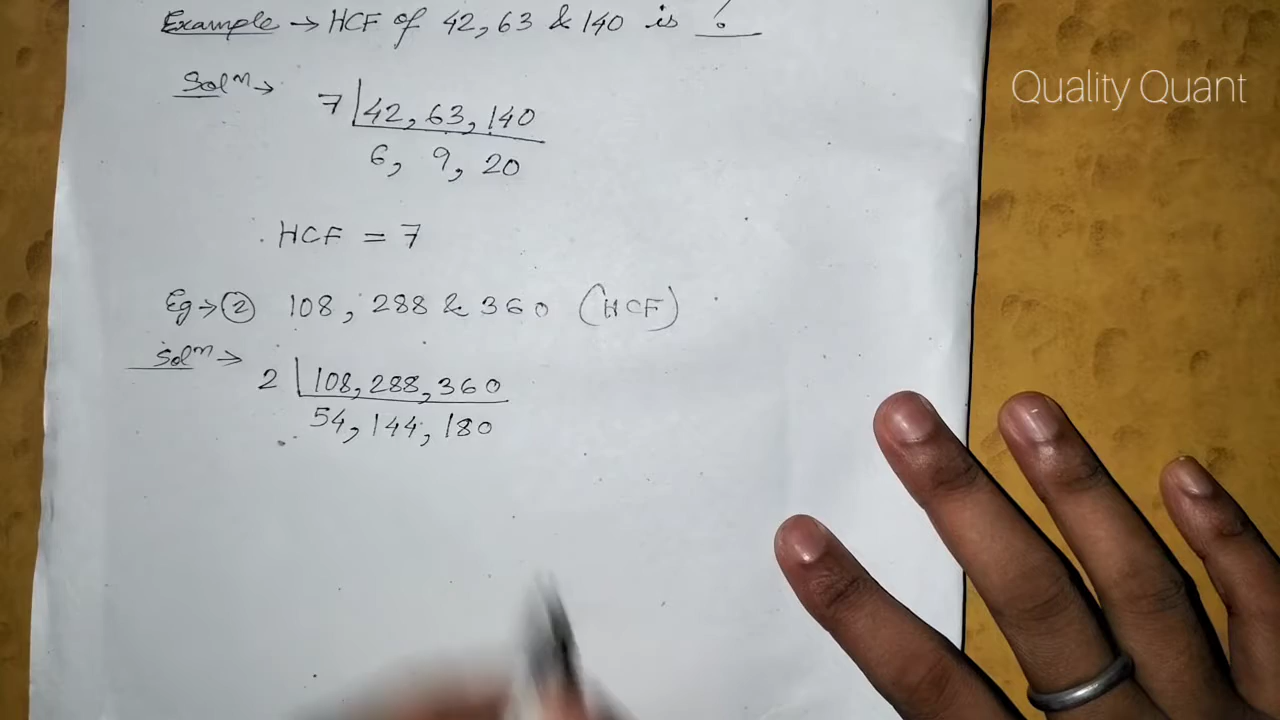 Example → HCF of 42, 63 & 140 is ?
Quality Quant
Solⁿ →
7 | 42, 63, 140
6, 9, 20
HCF = 7
Eg → ② 108, 288 & 360 (HCF)
Solⁿ →
2 | 108, 288, 360
54, 144, 180